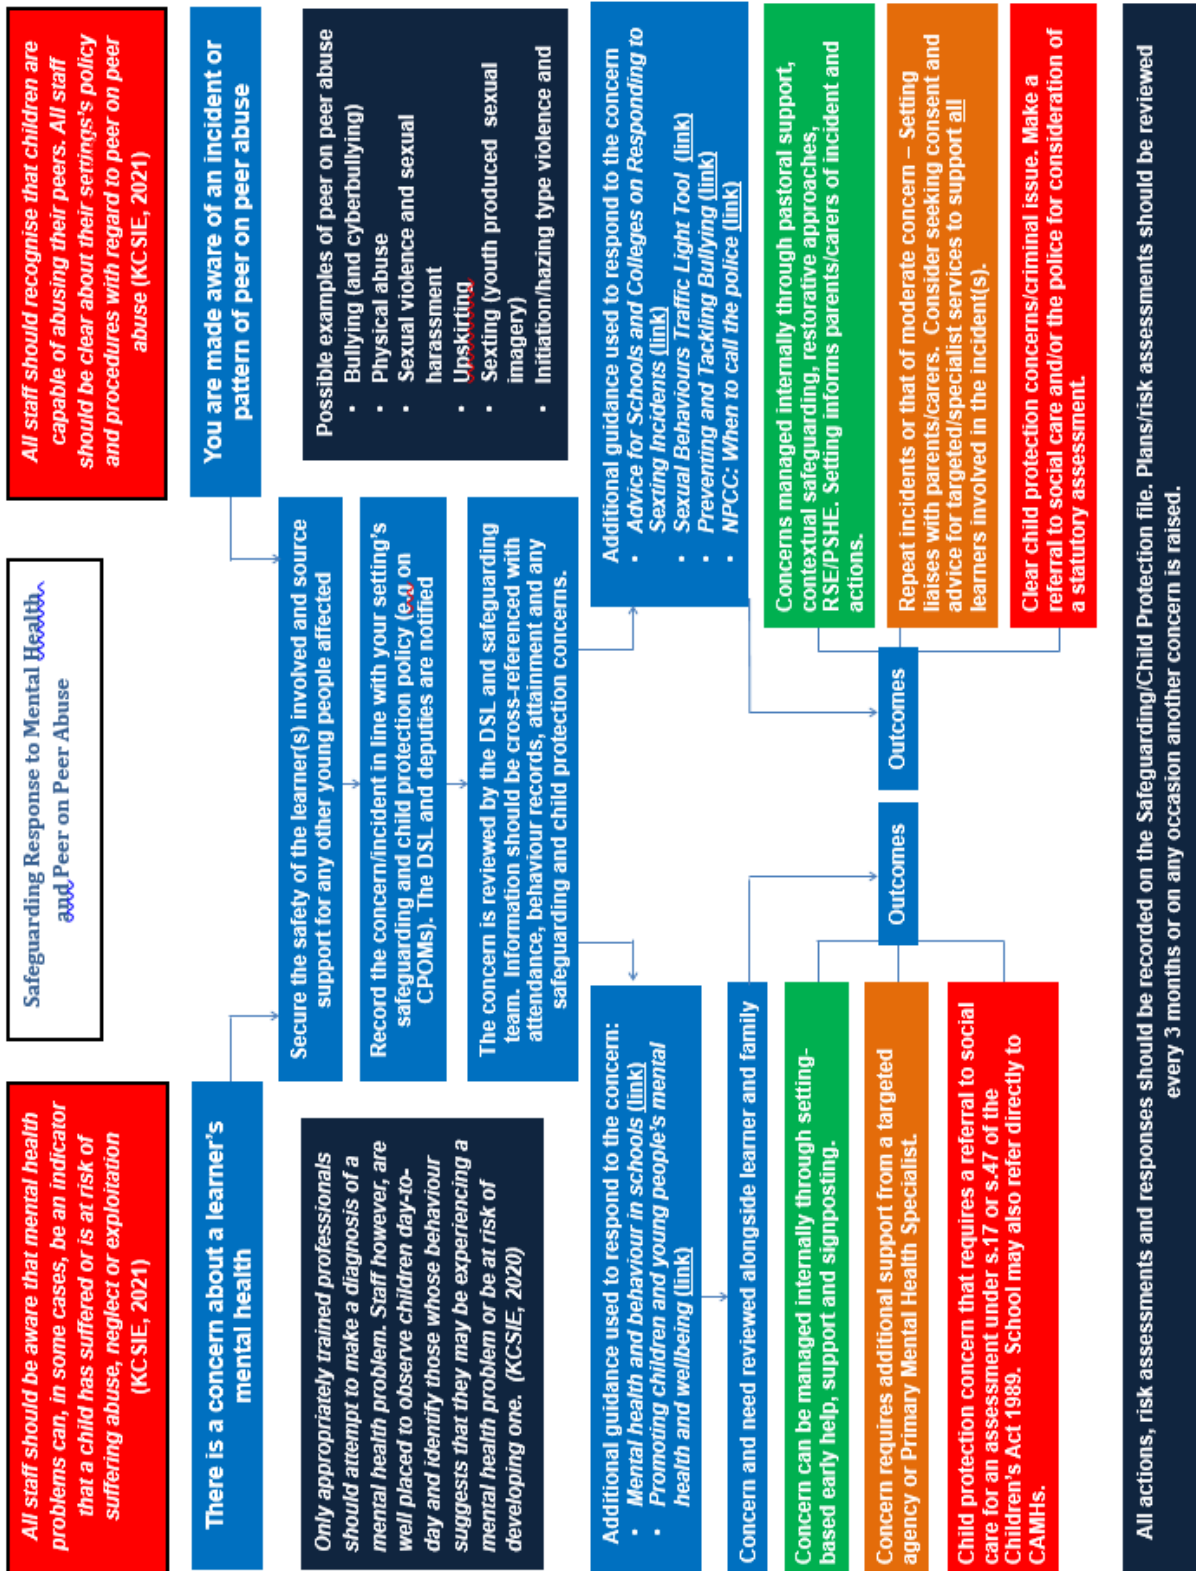 All staff should be aware that mental health
problems can, in some cases, be an indicator
that a child has suffered or is at risk of
suffering abuse, neglect or exploitation
(KCSIE, 2021)
Safeguarding Response to Mental Health
and Peer on Peer Abuse
All staff should recognise that children are
capable of abusing their peers. All staff
should be clear about their settings's policy
and procedures with regard to peer on peer
abuse (KCSIE, 2021)
There is a concern about a learner's
mental health
You are made aware of an incident or
pattern of peer on peer abuse
Secure the safety of the learner(s) involved and source
support for any other young people affected
Record the concern/incident in line with your setting's
safeguarding and child protection policy (e.g on
CPOMs). The DSL and deputies are notified
The concern is reviewed by the DSL and safeguarding
team. Information should be cross-referenced with
attendance, behaviour records, attainment and any
safeguarding and child protection concerns.
Only appropriately trained professionals
should attempt to make a diagnosis of a
mental health problem. Staff however, are
well placed to observe children day-to-
day and identify those whose behaviour
suggests that they may be experiencing a
mental health problem or be at risk of
developing one. (KCSIE, 2020)
Possible examples of peer on peer abuse
• Bullying (and cyberbullying)
• Physical abuse
• Sexual violence and sexual
harassment
• Upskirting
• Sexting (youth produced sexual
imagery)
• Initiation/hazing type violence and
Additional guidance used to respond to the concern:
• Mental health and behaviour in schools (link)
• Promoting children and young people's mental
health and wellbeing (link)
Concern and need reviewed alongside learner and family
Outcomes
Concern can be managed internally through setting-
based early help, support and signposting.
Concern requires additional support from a targeted
agency or Primary Mental Health Specialist.
Child protection concern that requires a referral to social
care for an assessment under s.17 or s.47 of the
Children's Act 1989. School may also refer directly to
CAMHs.
Additional guidance used to respond to the concern
• Advice for Schools and Colleges on Responding to
Sexting Incidents (link)
• Sexual Behaviours Traffic Light Tool (link)
• Preventing and Tackling Bullying (link)
• NPCC: When to call the police (link)
Outcomes
Concerns managed internally through pastoral support,
contextual safeguarding, restorative approaches,
RSE/PSHE. Setting informs parents/carers of incident and
actions.
Repeat incidents or that of moderate concern – Setting
liaises with parents/carers. Consider seeking consent and
advice for targeted/specialist services to support all
learners involved in the incident(s).
Clear child protection concerns/criminal issue. Make a
referral to social care and/or the police for consideration of
a statutory assessment.
All actions, risk assessments and responses should be recorded on the Safeguarding/Child Protection file. Plans/risk assessments should be reviewed
every 3 months or on any occasion another concern is raised.